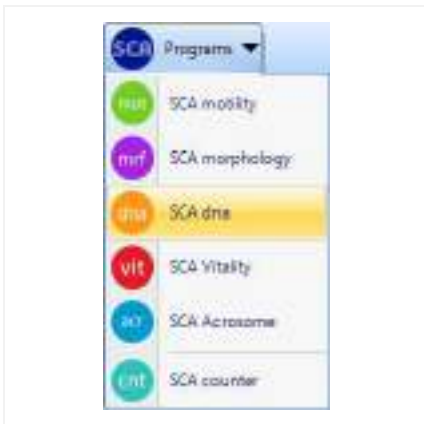 SCA Programs
mot SCA motility
mrf SCA morphology
dna SCA dna
vit SCA Vitality
acr SCA Acrosome
cnt SCA counter